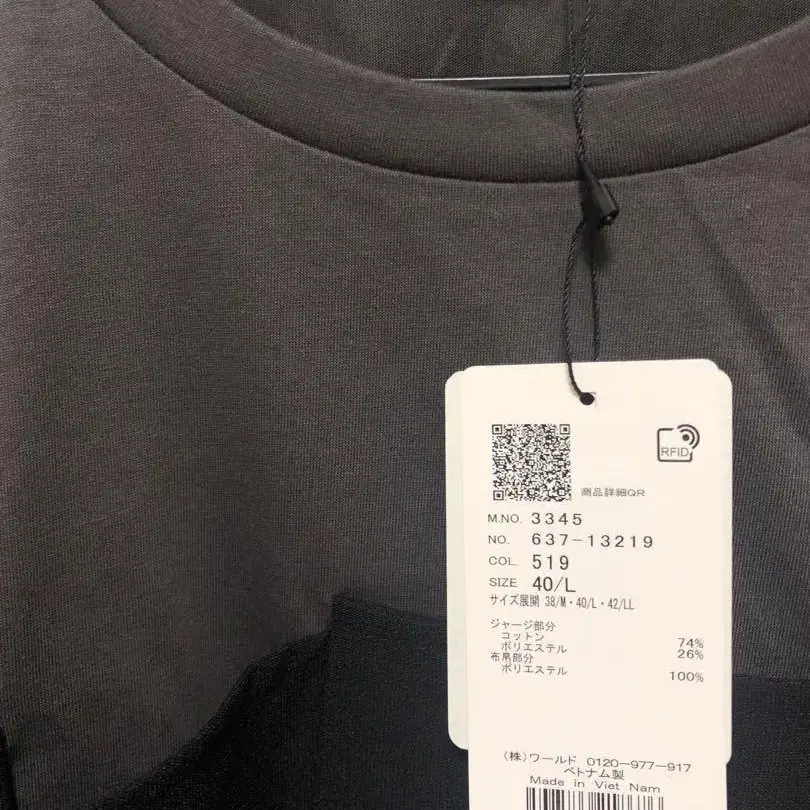 RFID
商品詳細QR
M.NO. 3345
NO. 637-13219
COL. 519
SIZE 40/L
サイズ展開 38/M・40/L・42/LL
ジャージ部分
コットン 74%
ポリエステル 26%
布帛部分
ポリエステル 100%
(株)ワールド 0120-977-917
ベトナム製
Made in Viet Nam